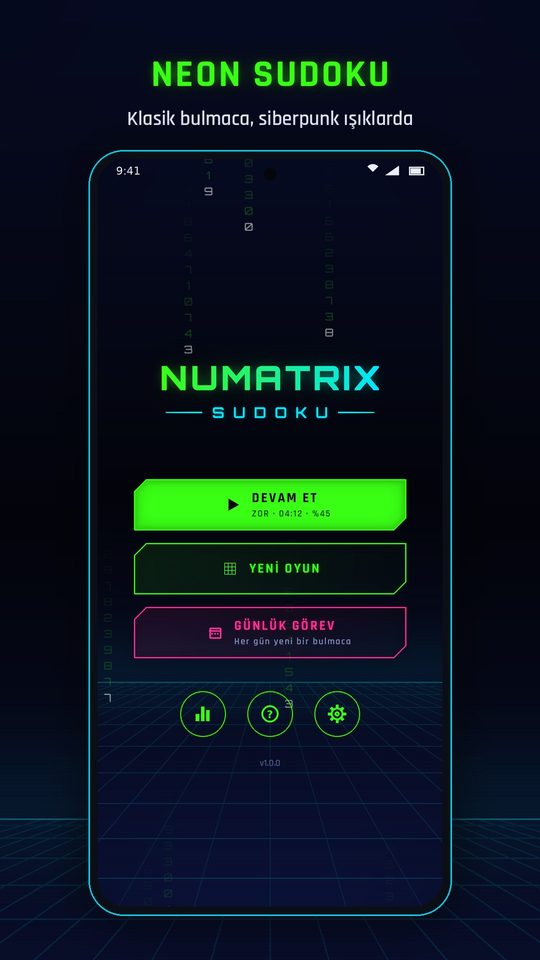 NEON SUDOKU
Klasik bulmaca, siberpunk ışıklarda
9:41
NUMATRIX
SUDOKU
DEVAM ET
ZOR · 04:12 · %45
YENİ OYUN
GÜNLÜK GÖREV
Her gün yeni bir bulmaca
?
v1.0.0